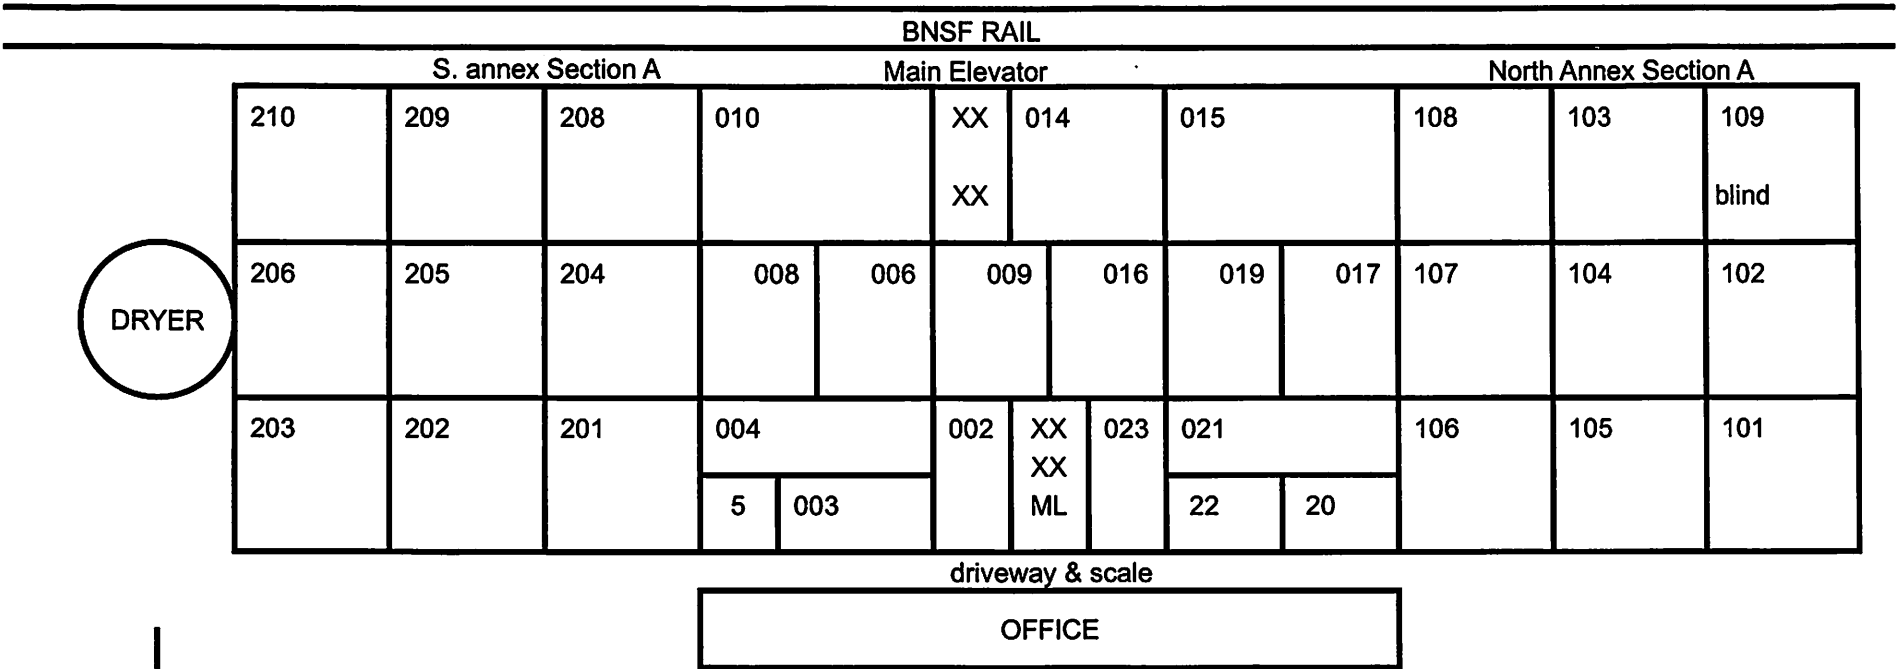 BNSF RAIL
S. annex Section A Main Elevator North Annex Section A
210 209 208 010 XX 014 015 108 103 109
XX blind
206 205 204 008 006 009 016 019 017 107 104 102
DRYER
203 202 201 004 002 XX 023 021 106 105 101
XX
5 003 ML 22 20
driveway & scale
OFFICE